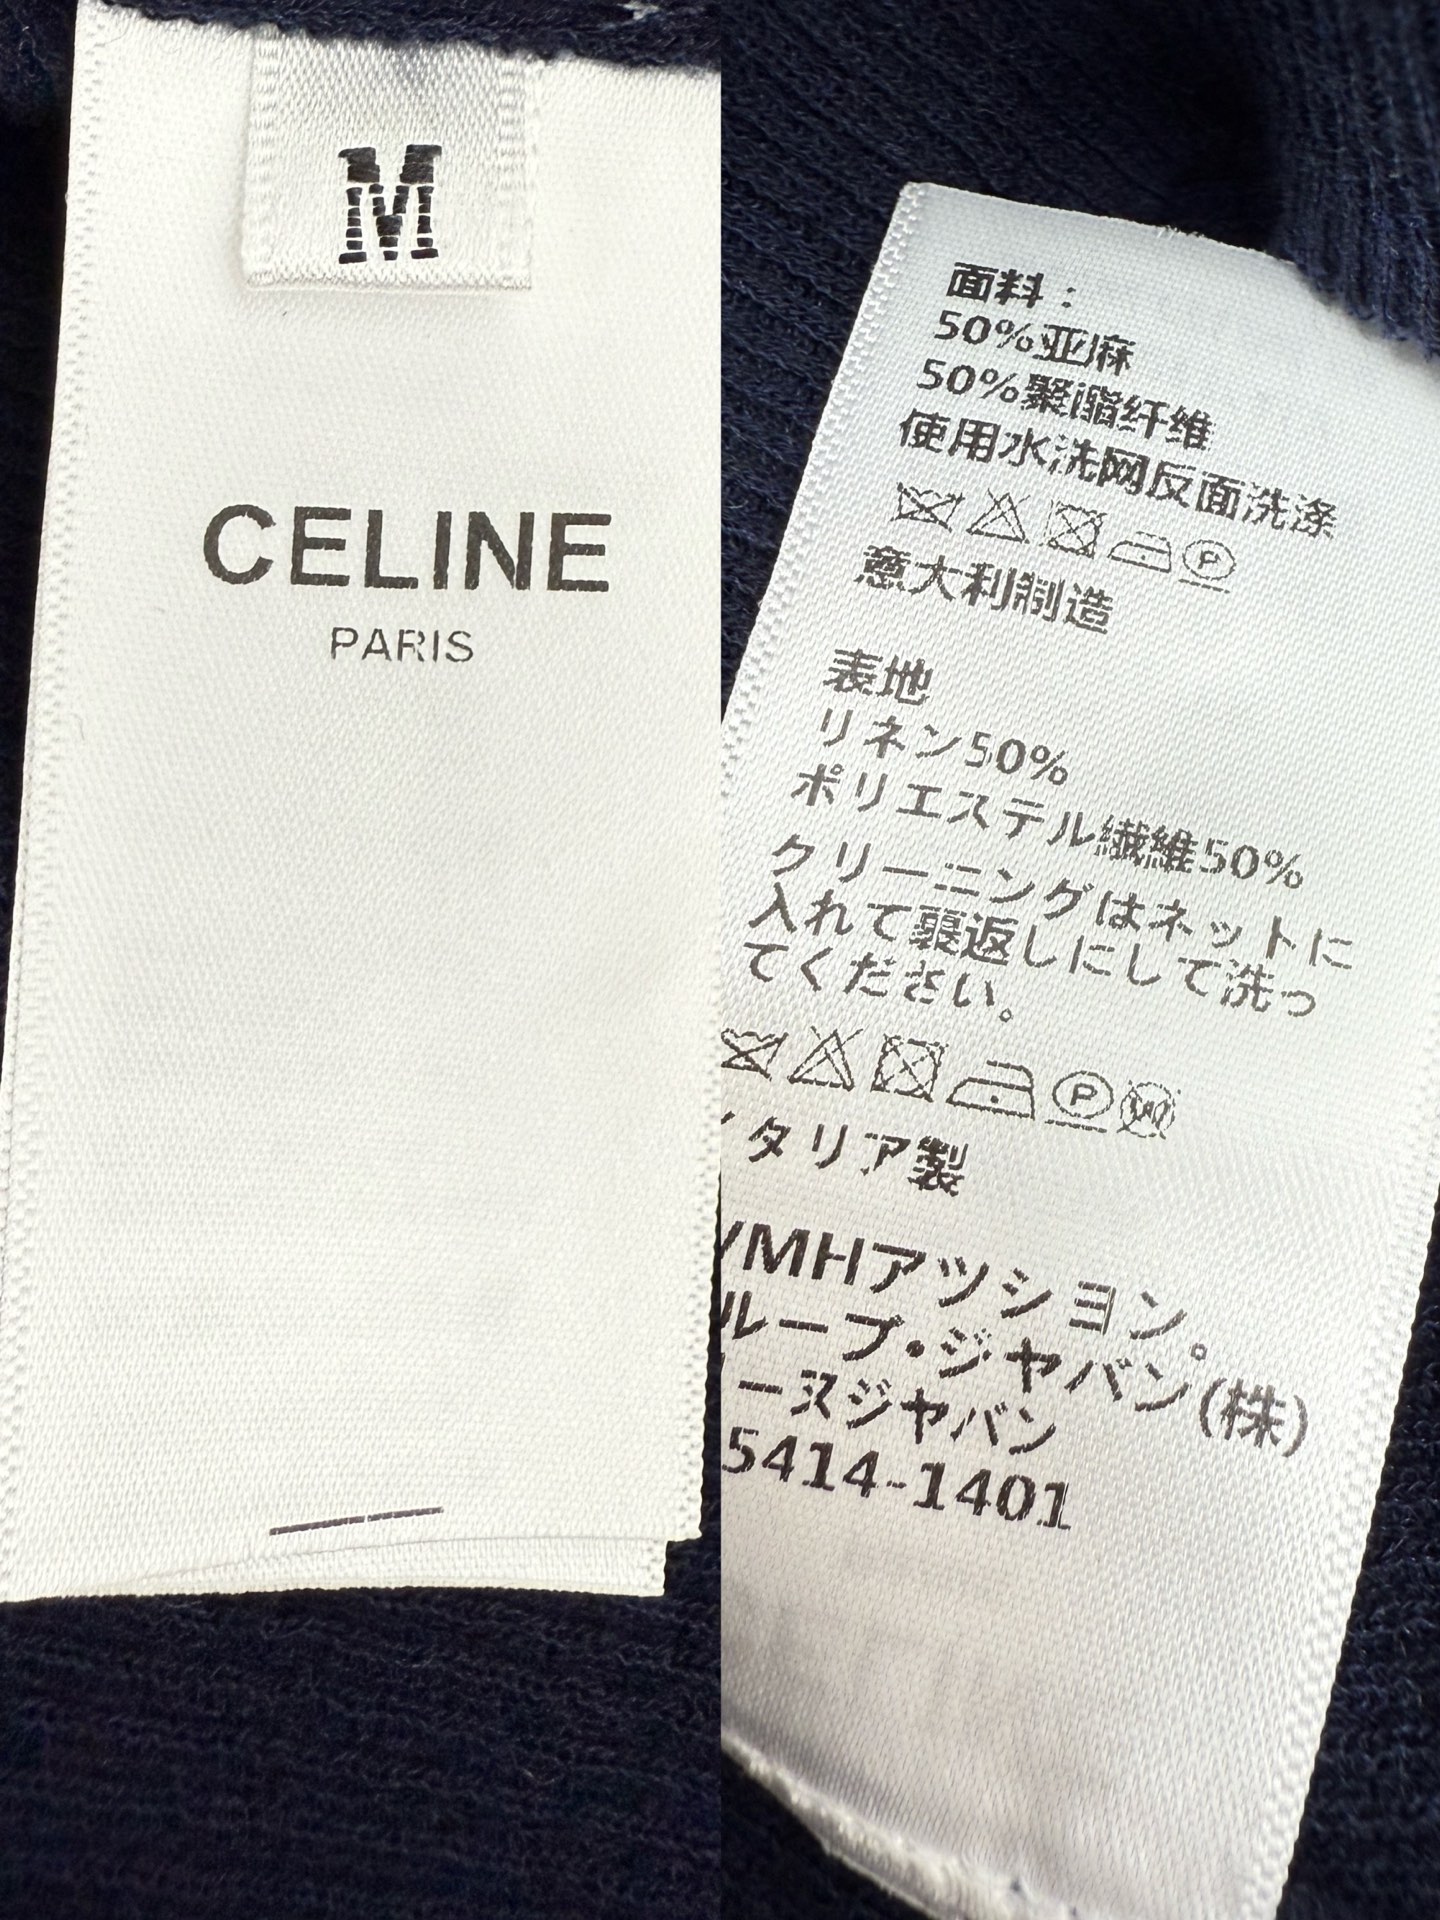 M
CELINE
PARIS
面料：
50%亚麻
50%聚酯纤维
使用水洗网反面洗涤
P
意大利制造
表地
リネン50%
ポリエステル繊維50%
クリーニングはネットに
入れて裏返しにして洗っ
てください。
P W
イタリア製
VMHアツション。
ループ・ジャパン(株)
ーヌジャパン
5414-1401